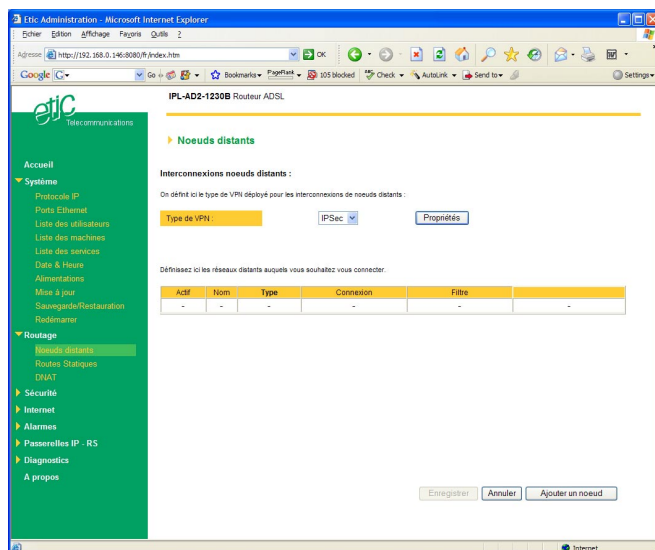 Etic Administration - Microsoft Internet Explorer
Fichier Edition Affichage Favoris Outils ?
Adresse http://192.168.0.146:8080/fr/index.htm OK
Google G Go Bookmarks PageRank 105 blocked Check AutoLink Send to Settings
etic
Telecommunications
IPL-AD2-1230B Routeur ADSL
Noeuds distants
Accueil
Système
Protocole IP
Ports Ethernet
Liste des utilisateurs
Liste des machines
Liste des services
Date & Heure
Alimentations
Mise à jour
Sauvegarde/Restauration
Redémarrer
Routage
Noeuds distants
Routes Statiques
DNAT
Sécurité
Internet
Alarmes
Passerelles IP - RS
Diagnostics
A propos
Interconnexions noeuds distants :
On définit ici le type de VPN déployé pour les interconnexions de noeuds distants :
Type de VPN : IPSec Propriétés
Définissez ici les réseaux distants auquels vous souhaitez vous connecter.
Actif Nom Type Connexion Filtre
- - - - - -
Enregistrer Annuler Ajouter un noeud
Internet